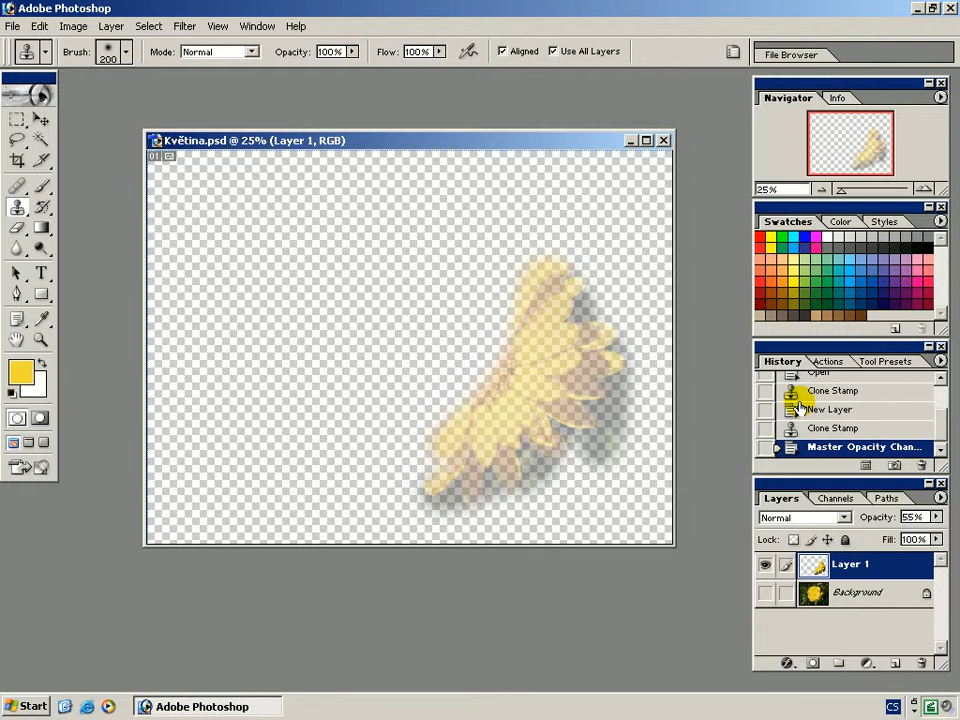 Adobe Photoshop
File Edit Image Layer Select Filter View Window Help
Brush: 200 Mode: Normal Opacity: 100% Flow: 100% Aligned Use All Layers File Browser
Navigator Info
25%
Květina.psd @ 25% (Layer 1, RGB)
01
Swatches Color Styles
History Actions Tool Presets
Open
Clone Stamp
New Layer
Clone Stamp
Master Opacity Chan...
Layers Channels Paths
Normal Opacity: 55%
Lock: Fill: 100%
Layer 1
Background
T
Start Adobe Photoshop CS